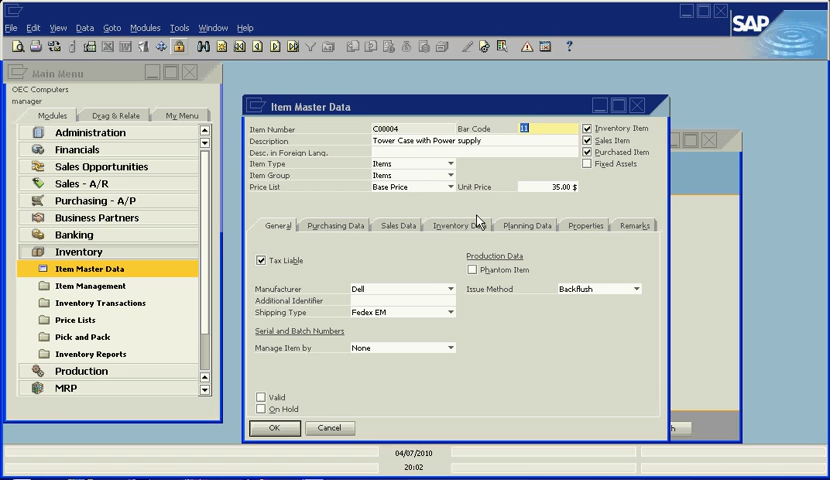 SAP
File Edit View Data Goto Modules Tools Window Help
Main Menu
OEC Computers
manager
Modules Drag & Relate My Menu
Administration
Financials
Sales Opportunities
Sales - A/R
Purchasing - A/P
Business Partners
Banking
Inventory
Item Master Data
Item Management
Inventory Transactions
Price Lists
Pick and Pack
Inventory Reports
Production
MRP
Item Master Data
Item Number C00004 Bar Code 11 Inventory Item
Description Tower Case with Power supply Sales Item
Desc. in Foreign Lang. Purchased Item
Item Type Items Fixed Assets
Item Group Items
Price List Base Price Unit Price 35.00 $
General Purchasing Data Sales Data Inventory Data Planning Data Properties Remarks
Tax Liable
Production Data
Phantom Item
Manufacturer Dell Issue Method Backflush
Additional Identifier
Shipping Type Fedex EM
Serial and Batch Numbers
Manage Item by None
Valid
On Hold
OK Cancel
04/07/2010
20:02